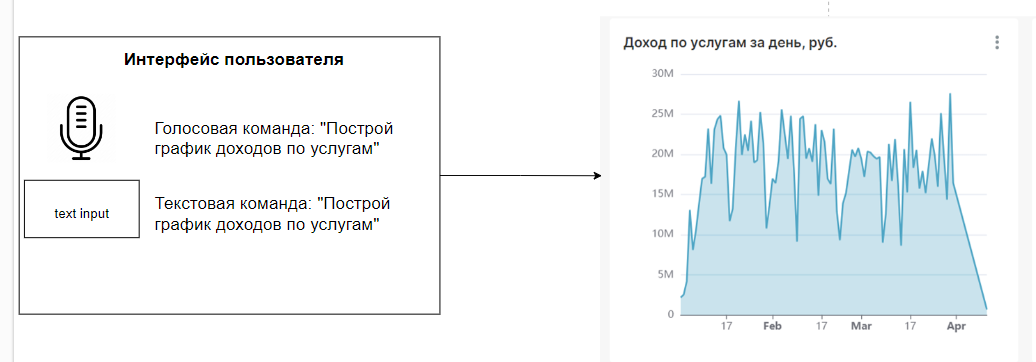 Интерфейс пользователя
Голосовая команда: "Построй
график доходов по услугам"
text input
Текстовая команда: "Построй
график доходов по услугам"
Доход по услугам за день, руб.
30M
25M
20M
15M
10M
5M
0
17
Feb
17
Mar
17
Apr